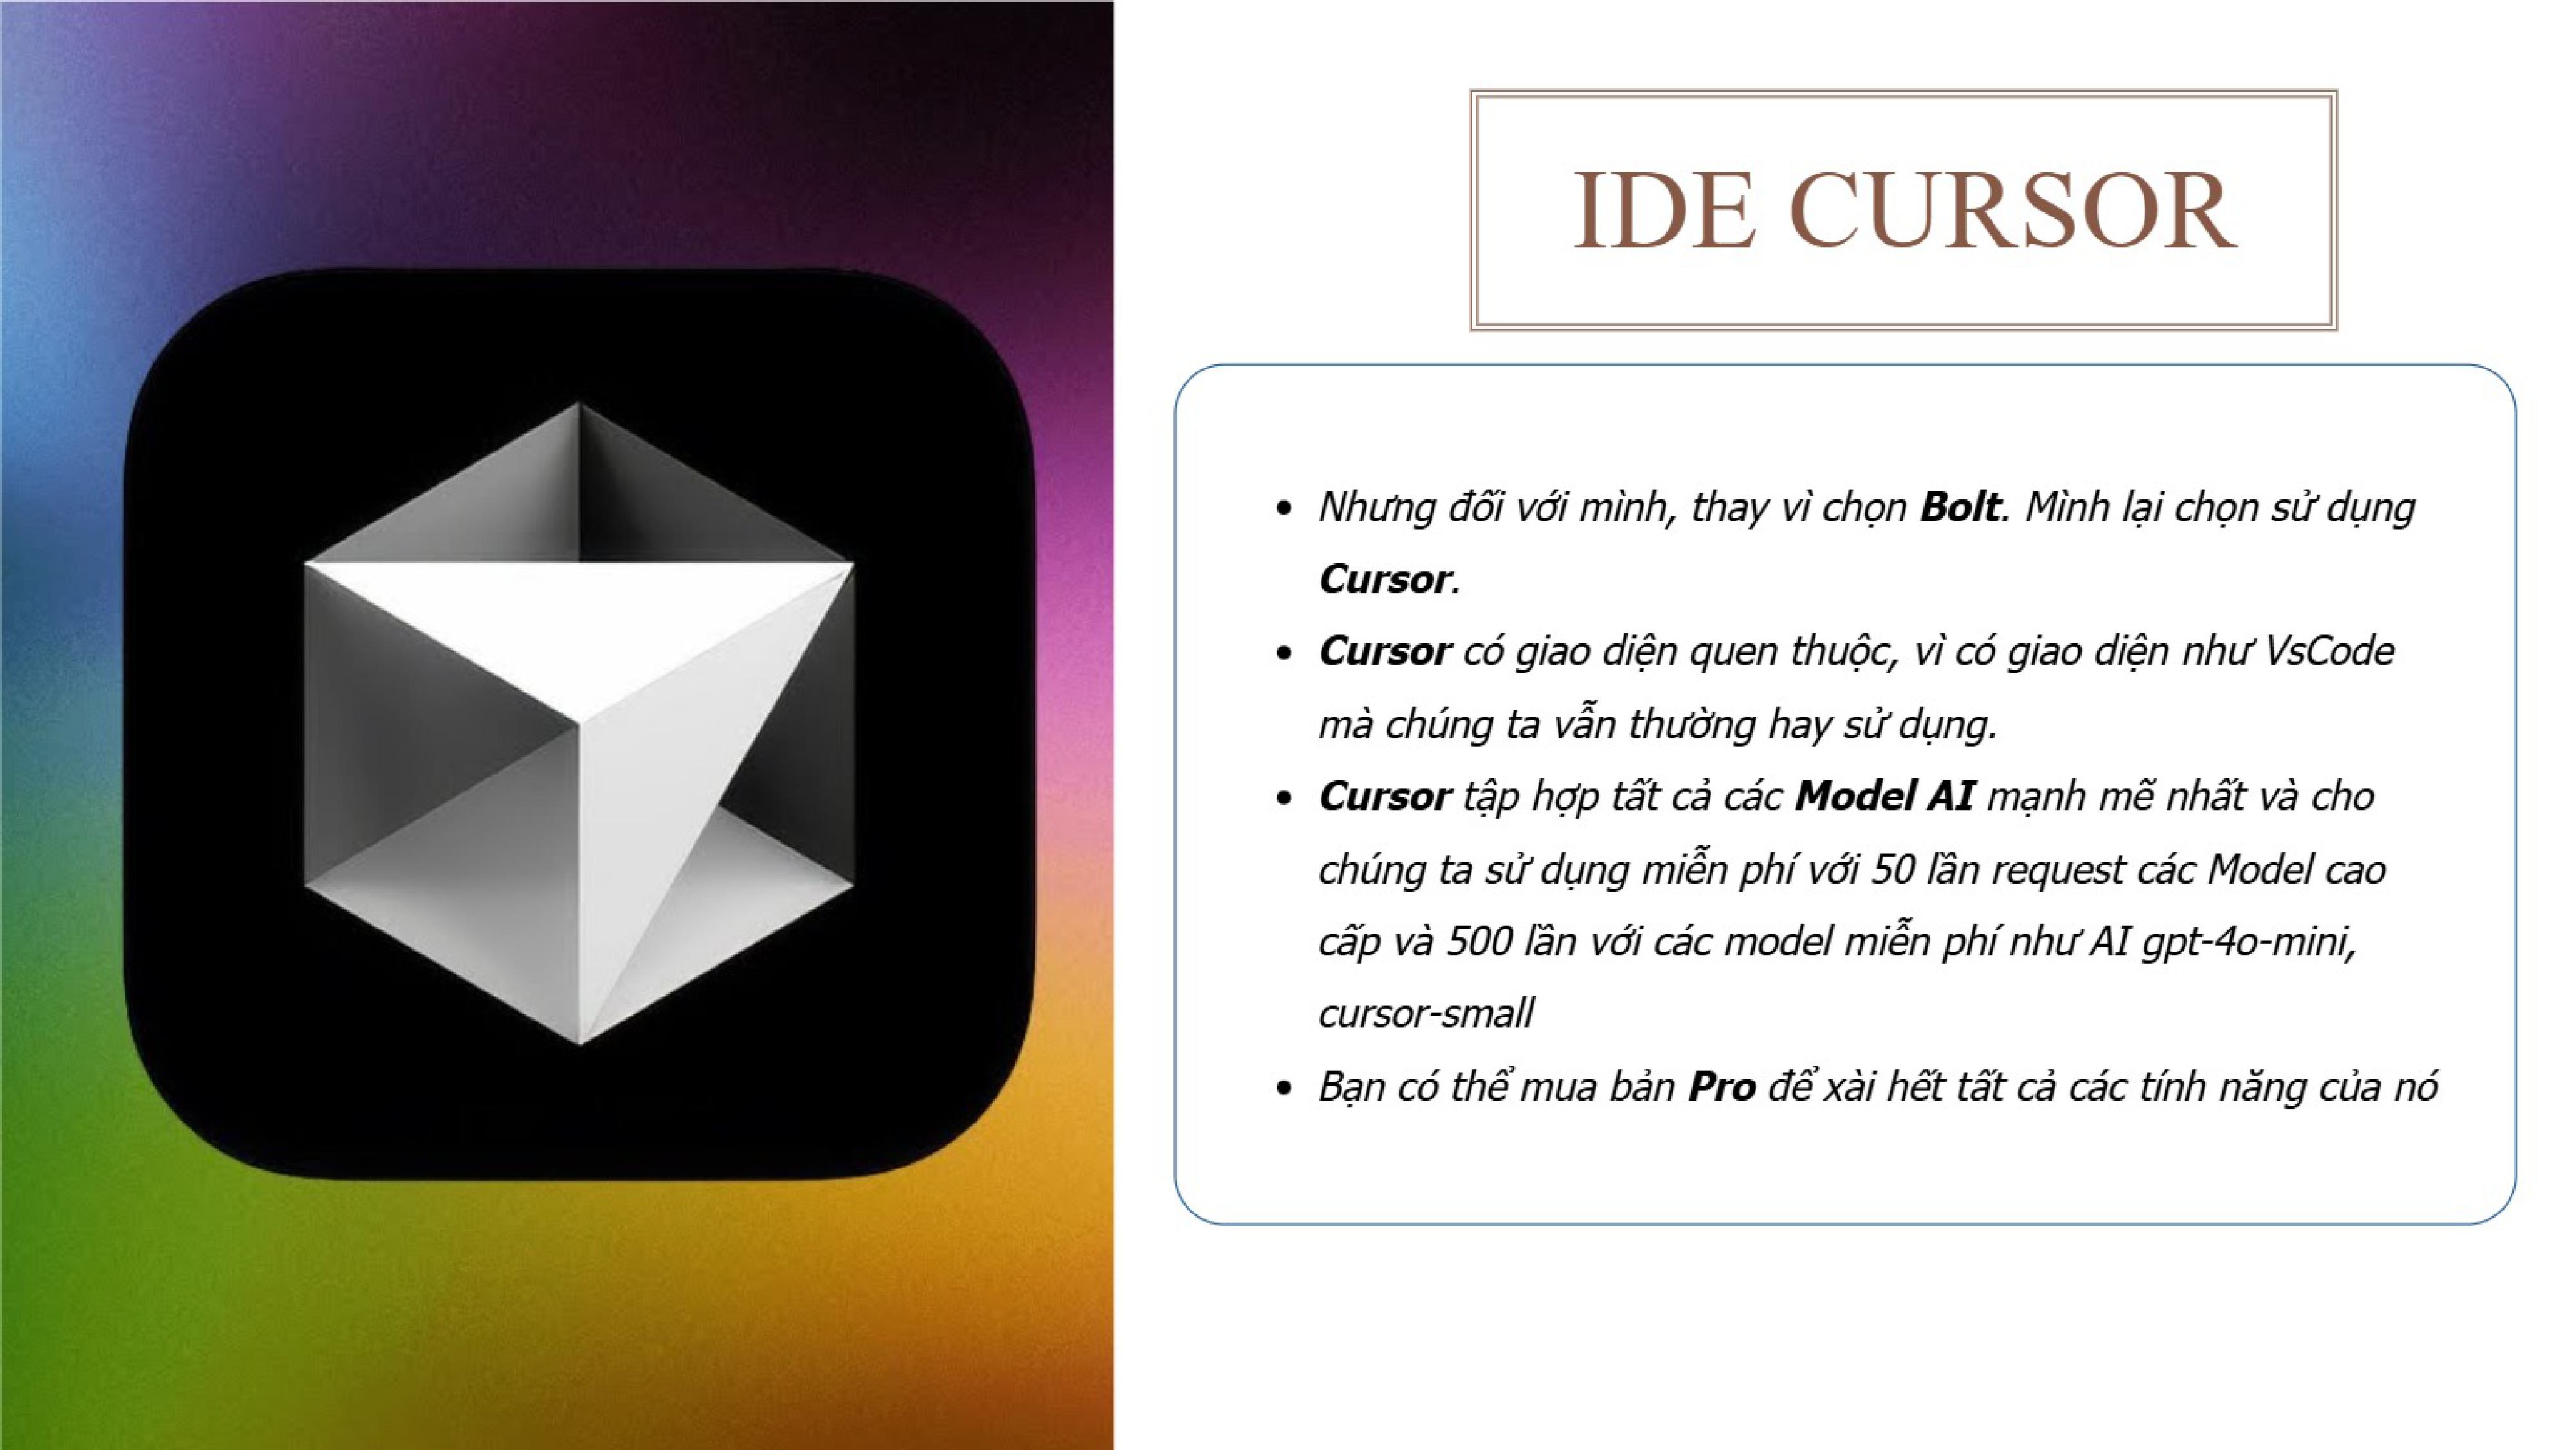 IDE CURSOR
• Nhưng đối với mình, thay vì chọn Bolt. Mình lại chọn sử dụng
Cursor.
• Cursor có giao diện quen thuộc, vì có giao diện như VsCode
mà chúng ta vẫn thường hay sử dụng.
• Cursor tập hợp tất cả các Model AI mạnh mẽ nhất và cho
chúng ta sử dụng miễn phí với 50 lần request các Model cao
cấp và 500 lần với các model miễn phí như AI gpt-4o-mini,
cursor-small
• Bạn có thể mua bản Pro để xài hết tất cả các tính năng của nó